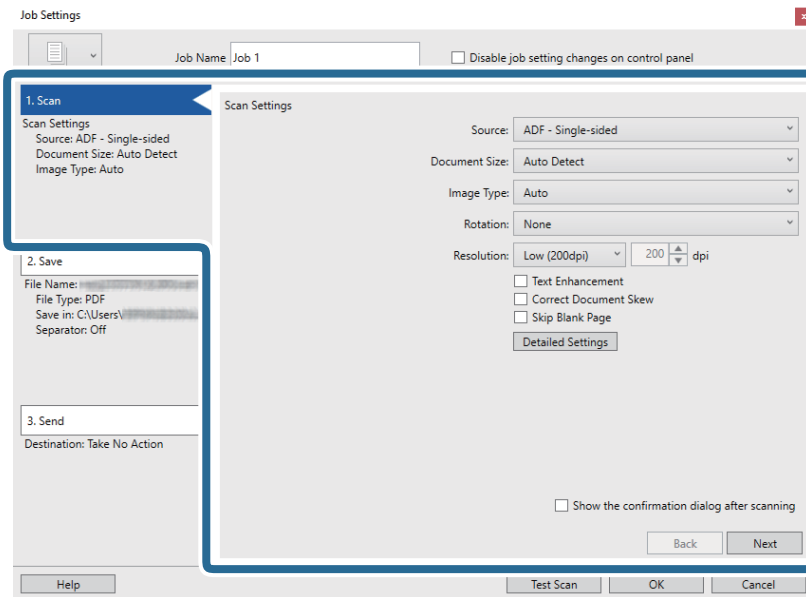 Job Settings
Job Name Job 1
Disable job setting changes on control panel
1. Scan
Scan Settings
Source: ADF - Single-sided
Document Size: Auto Detect
Image Type: Auto
2. Save
File Name:
File Type: PDF
Save in: C:\Users\
Separator: Off
3. Send
Destination: Take No Action
Scan Settings
Source: ADF - Single-sided
Document Size: Auto Detect
Image Type: Auto
Rotation: None
Resolution: Low (200dpi) 200 dpi
Text Enhancement
Correct Document Skew
Skip Blank Page
Detailed Settings
Show the confirmation dialog after scanning
Back Next
Help Test Scan OK Cancel